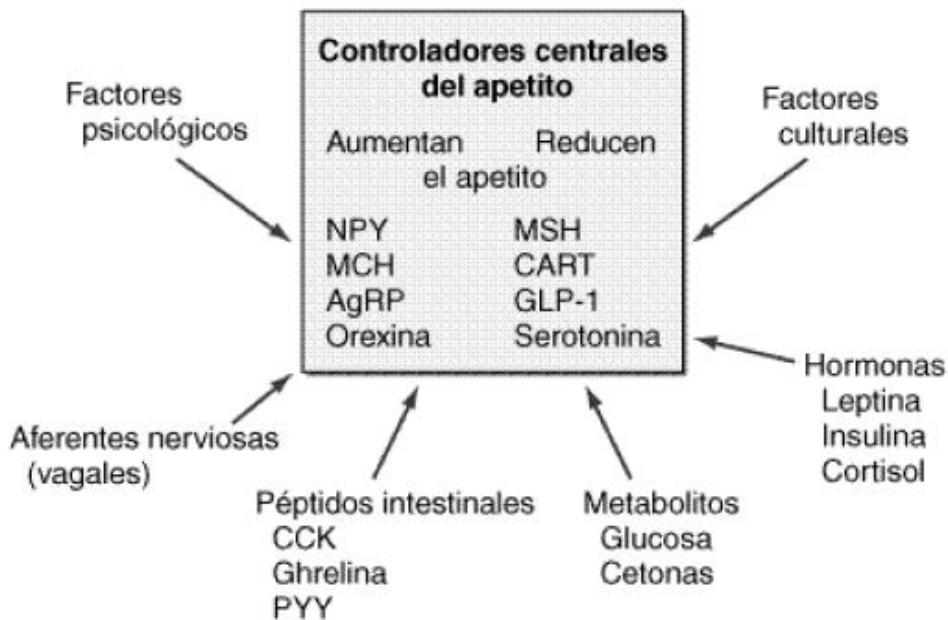 Controladores centrales
del apetito
Factores
psicológicos
Factores
culturales
Aumentan Reducen
el apetito
NPY MSH
MCH CART
AgRP GLP-1
Orexina Serotonina
Hormonas
Leptina
Insulina
Cortisol
Aferentes nerviosas
(vagales)
Péptidos intestinales
CCK
Ghrelina
PYY
Metabolitos
Glucosa
Cetonas